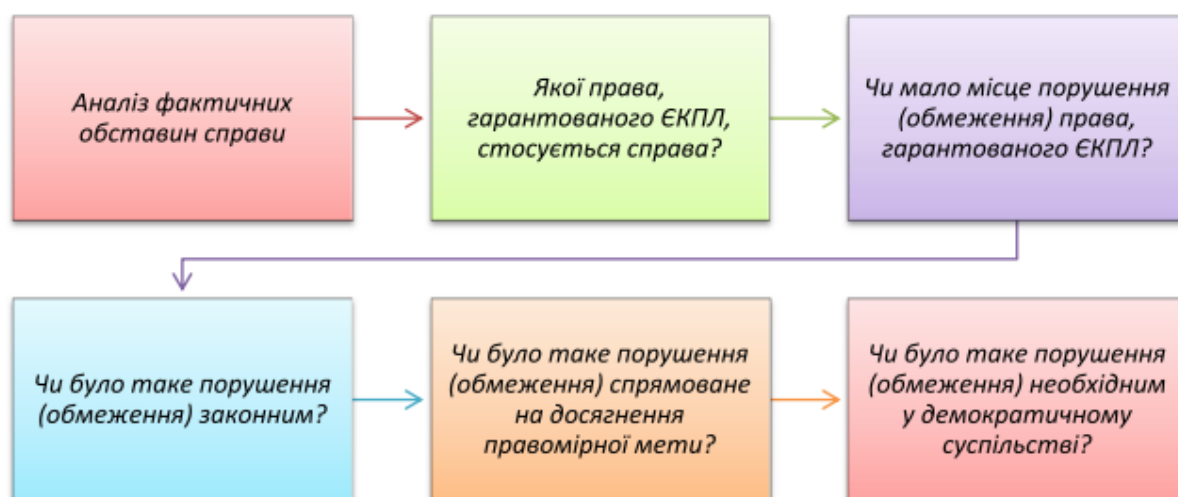 Аналіз фактичних
обставин справи
Якої права,
гарантованого ЄКПЛ,
стосується справа?
Чи мало місце порушення
(обмеження) права,
гарантованого ЄКПЛ?
Чи було таке порушення
(обмеження) законним?
Чи було таке порушення
(обмеження) спрямоване
на досягнення
правомірної мети?
Чи було таке порушення
(обмеження) необхідним
у демократичному
суспільстві?